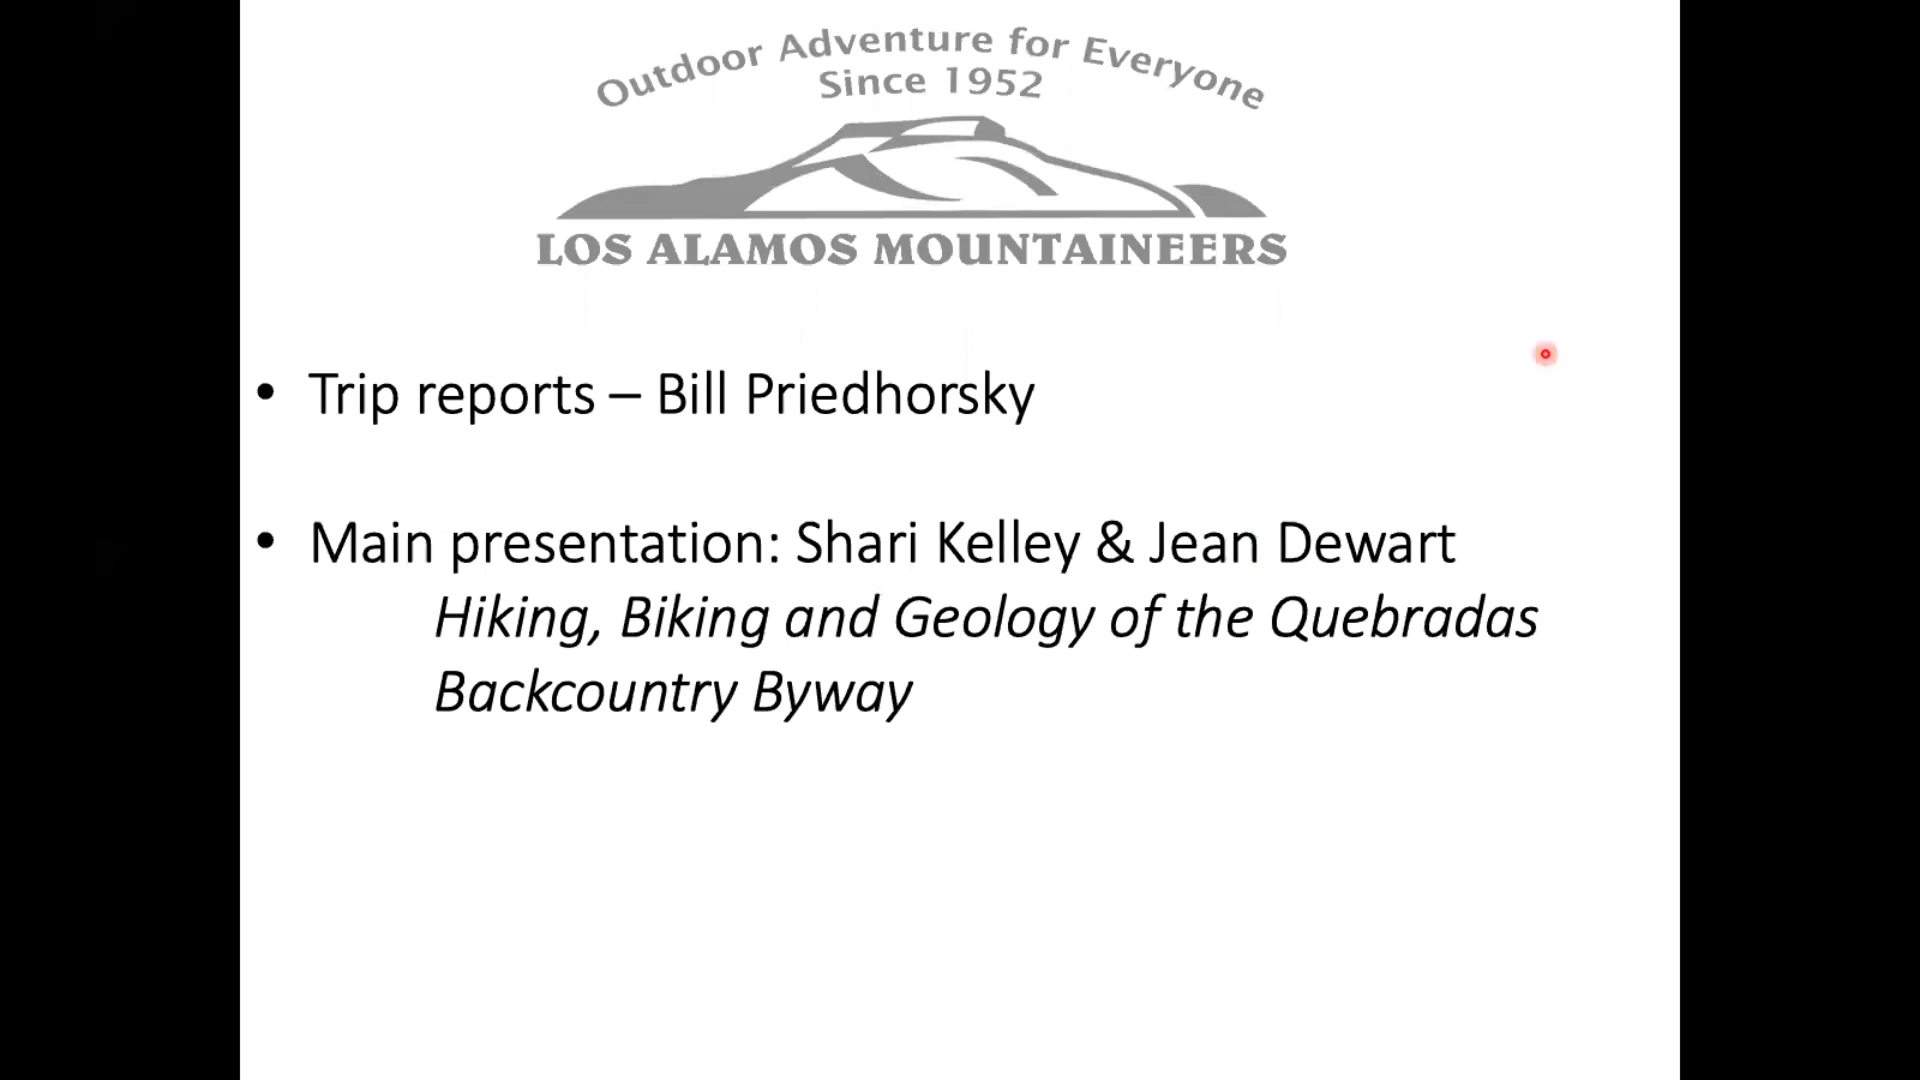 Outdoor Adventure for Everyone
Since 1952
LOS ALAMOS MOUNTAINEERS
• Trip reports – Bill Priedhorsky
• Main presentation: Shari Kelley & Jean Dewart
Hiking, Biking and Geology of the Quebradas
Backcountry Byway